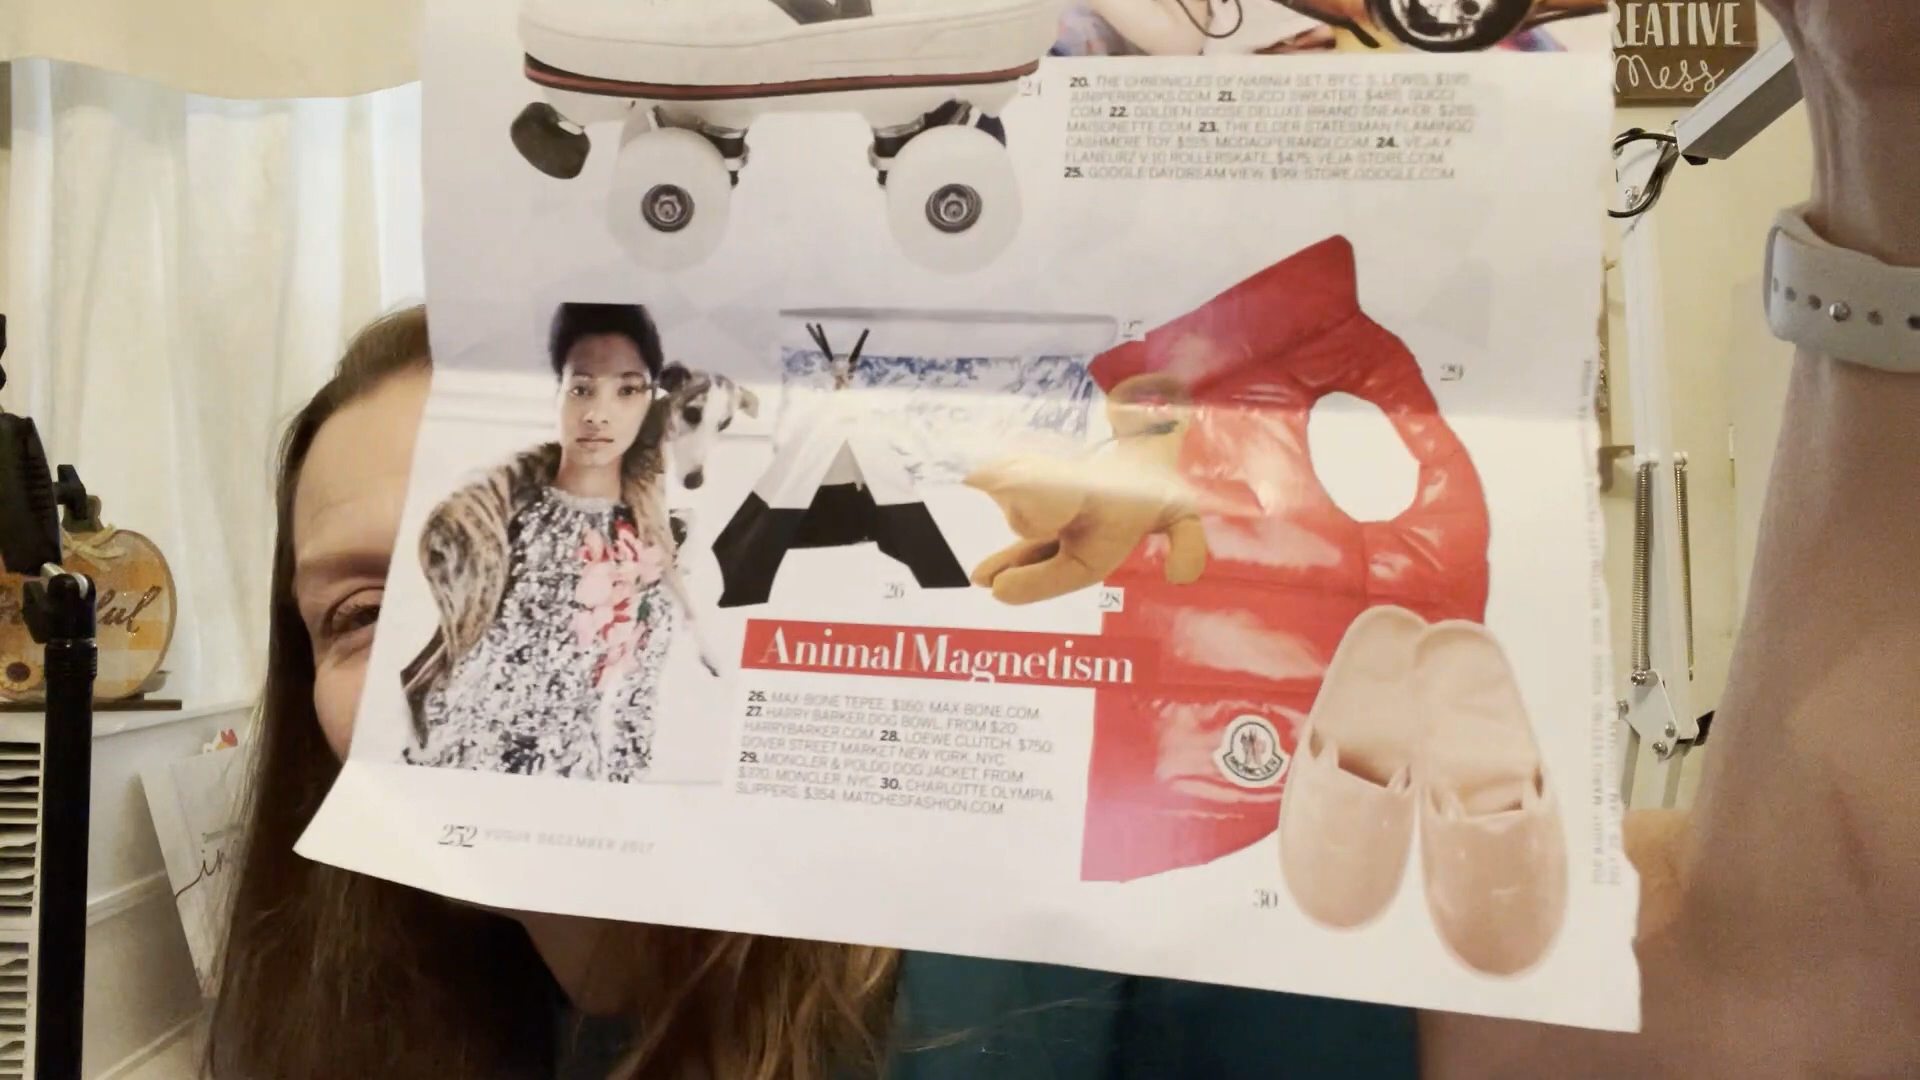 REATIVE
Mess
24
20. THE CHRONICLES OF NARNIA SET, BY C. S. LEWIS, $195;
JUNIPERBOOKS.COM. 21. GUCCI SWEATER, $485; GUCCI
.COM. 22. GOLDEN GOOSE DELUXE BRAND SNEAKER, $265;
MAISONETTE.COM. 23. THE ELDER STATESMAN FLAMINGO
CASHMERE TOY, MODAOPERANDI.COM. 24. VEJA X
FLANEURZ V-10 ROLLERSKATE, $475; VEJA-STORE.COM.
25. GOOGLE DAYDREAM VIEW, $99; STORE.GOOGLE.COM.
27
29
26
28
Animal Magnetism
26. MAX-BONE TEPEE, $160; MAX-BONE.COM.
27. HARRY BARKER DOG BOWL, FROM $20;
HARRYBARKER.COM. 28. LOEWE CLUTCH, $750;
DOVER STREET MARKET NEW YORK, NYC.
29. MONCLER & POLDO DOG JACKET, FROM
$370; MONCLER, NYC. 30. CHARLOTTE OLYMPIA
SLIPPERS, $354; MATCHESFASHION.COM.
MONCLER
252 VOGUE DECEMBER 2017
30